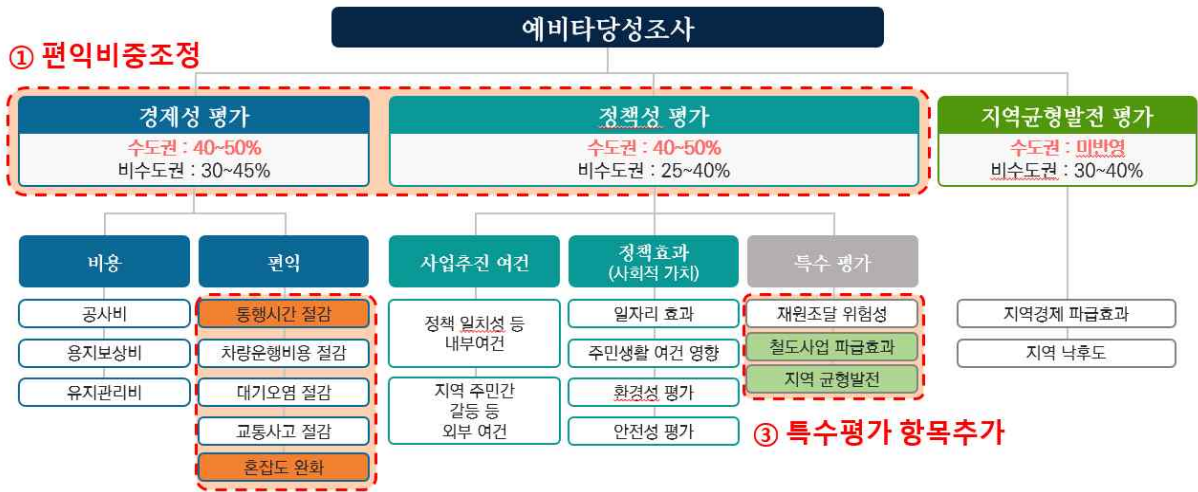 예비타당성조사
① 편익비중조정
경제성 평가
수도권 : 40~50%
비수도권 : 30~45%
정책성 평가
수도권 : 40~50%
비수도권 : 25~40%
지역균형발전 평가
수도권 : 미반영
비수도권 : 30~40%
비용
공사비
용지보상비
유지관리비
편익
통행시간 절감
차량운행비용 절감
대기오염 절감
교통사고 절감
혼잡도 완화
사업추진 여건
정책 일치성 등
내부여건
지역 주민간
갈등 등
외부 여건
정책효과
(사회적 가치)
일자리 효과
주민생활 여건 영향
환경성 평가
안전성 평가
특수 평가
재원조달 위험성
철도사업 파급효과
지역 균형발전
③ 특수평가 항목추가
지역경제 파급효과
지역 낙후도